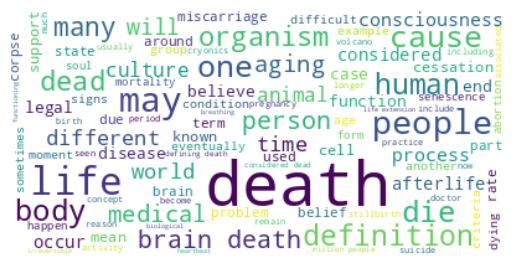 miscarriage difficult consciousness
many will organism cause
corpse support state culture around group example considered cessation
soul usually much cryonics volcano including
dead one aging human end
mortality animal
signs believe case function senescence
legal may condition pregnancy longer life extension include abortion associated
functioning birth due period person people
different known term breathing age
sometimes moment seen defining death used cell form practice part
disease time process another now
life world brain considered dead death afterlife
concept become
body medical problem belief stillbirth die doctor
happen reason biological remain criteria dying rate
occur mean brain death definition
irreversible activity heartbeat million people suicide
eventually